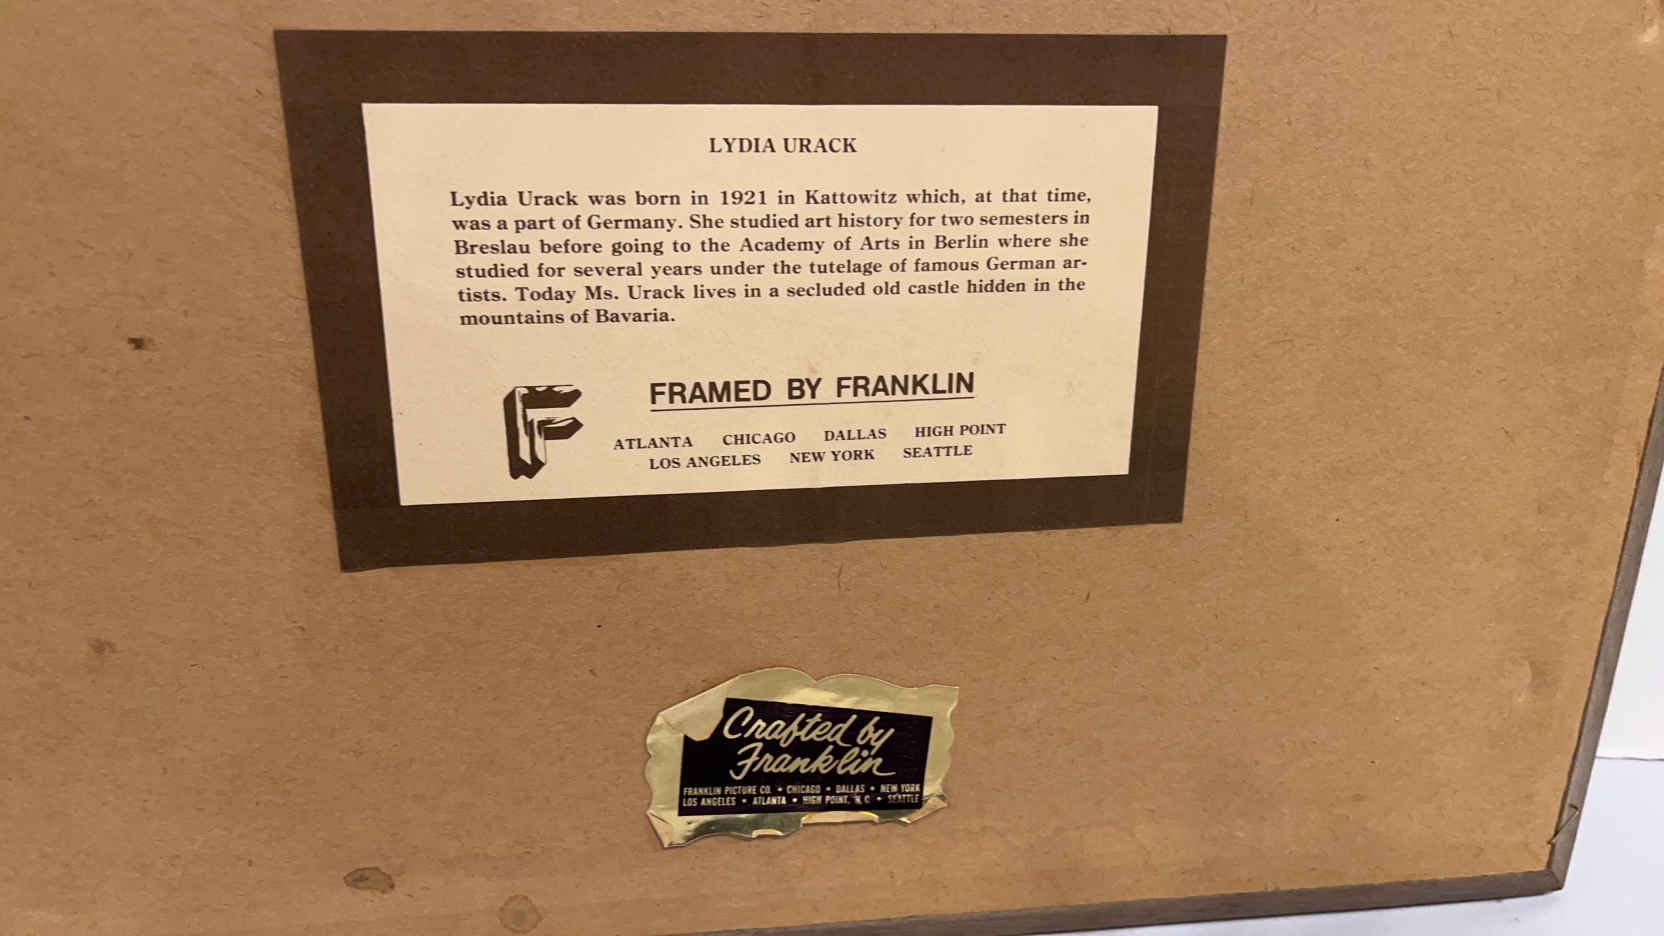 LYDIA URACK
Lydia Urack was born in 1921 in Kattowitz which, at that time,
was a part of Germany. She studied art history for two semesters in
Breslau before going to the Academy of Arts in Berlin where she
studied for several years under the tutelage of famous German ar-
tists. Today Ms. Urack lives in a secluded old castle hidden in the
mountains of Bavaria.
F
FRAMED BY FRANKLIN
ATLANTA CHICAGO DALLAS HIGH POINT
LOS ANGELES NEW YORK SEATTLE
Crafted by
Franklin
FRANKLIN PICTURE CO. • CHICAGO • DALLAS • NEW YORK
LOS ANGELES • ATLANTA • HIGH POINT, N.C. • SEATTLE